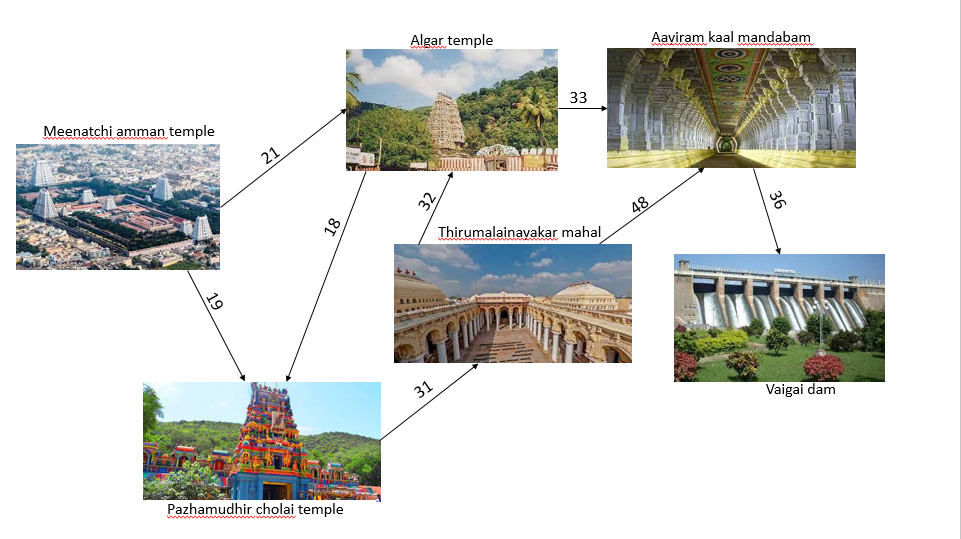 Algar temple
Aayiram kaal mandabam
33
Meenatchi amman temple
21
32
18
48
36
Thirumalainayakar mahal
19
31
Vaigai dam
Pazhamudhir cholai temple